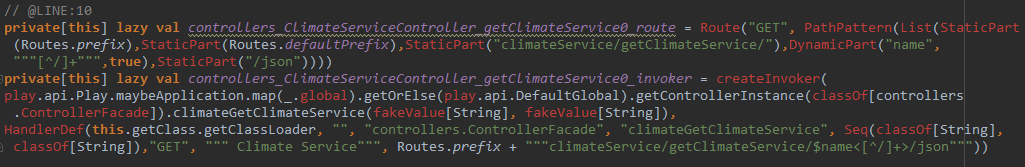 // @LINE:10
private[this] lazy val controllers_ClimateServiceController_getClimateService0_route = Route("GET", PathPattern(List(StaticPart
(Routes.prefix),StaticPart(Routes.defaultPrefix),StaticPart("climateService/getClimateService/"),DynamicPart("name",
"""[^/]+""",true),StaticPart("/json"))))
private[this] lazy val controllers_ClimateServiceController_getClimateService0_invoker = createInvoker(
play.api.Play.maybeApplication.map(_.global).getOrElse(play.api.DefaultGlobal).getControllerInstance(classOf[controllers
.ControllerFacade]).climateGetClimateService(fakeValue[String], fakeValue[String]),
HandlerDef(this.getClass.getClassLoader, "", "controllers.ControllerFacade", "climateGetClimateService", Seq(classOf[String],
classOf[String]),"GET", """ Climate Service""", Routes.prefix + """climateService/getClimateService/$name<[^/]+>/json"""))